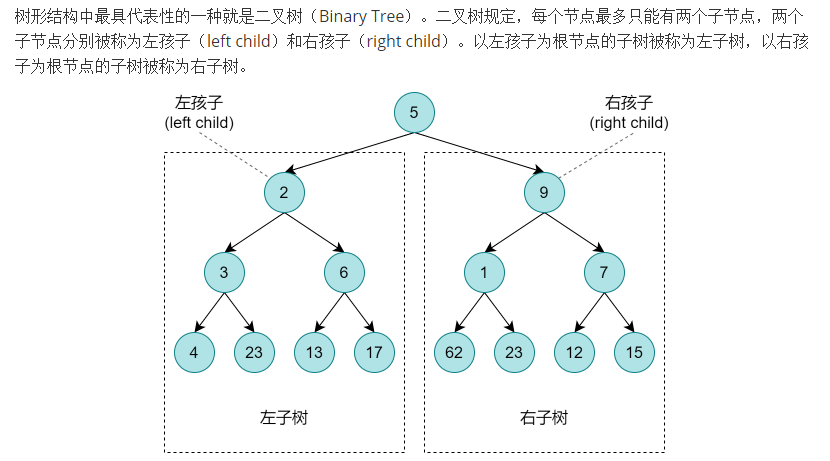 树形结构中最具代表性的一种就是二叉树（Binary Tree）。二叉树规定，每个节点最多只能有两个子节点，两个
子节点分别被称为左孩子（left child）和右孩子（right child）。以左孩子为根节点的子树被称为左子树，以右孩
子为根节点的子树被称为右子树。
左孩子
(left child)
5
右孩子
(right child)
2
9
3
6
1
7
4
23
13
17
62
23
12
15
左子树
右子树